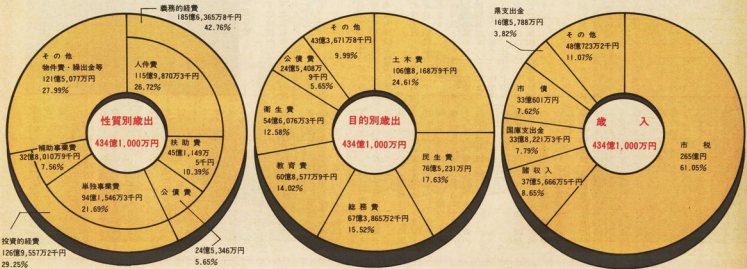 義務的経費
185億6,365万8千円
42.76%
その他
物件費・繰出金等
121億5,077万円
27.99%
人件費
115億9,870万3千円
26.72%
性質別歳出
434億1,000万円
扶助費
45億1,149万
5千円
10.39%
補助事業費
32億8,010万9千円
7.56%
単独事業費
94億1,546万3千円
21.69%
公債費
24億5,346万円
5.65%
投資的経費
126億9,557万2千円
29.25%
その他
43億3,671万8千円
9.99%
公債費
24億5,408万
9千円
5.65%
土木費
106億8,168万9千円
24.61%
衛生費
54億6,076万3千円
12.58%
目的別歳出
434億1,000万円
教育費
60億8,577万9千円
14.02%
民生費
76億5,231万円
17.63%
総務費
67億3,865万2千円
15.52%
県支出金
16億5,788万円
3.82%
その他
48億723万2千円
11.07%
市債
33億601万円
7.62%
国庫支出金
33億8,221万3千円
7.79%
諸収入
37億5,666万5千円
8.65%
歳入
434億1,000万円
市税
265億円
61.05%